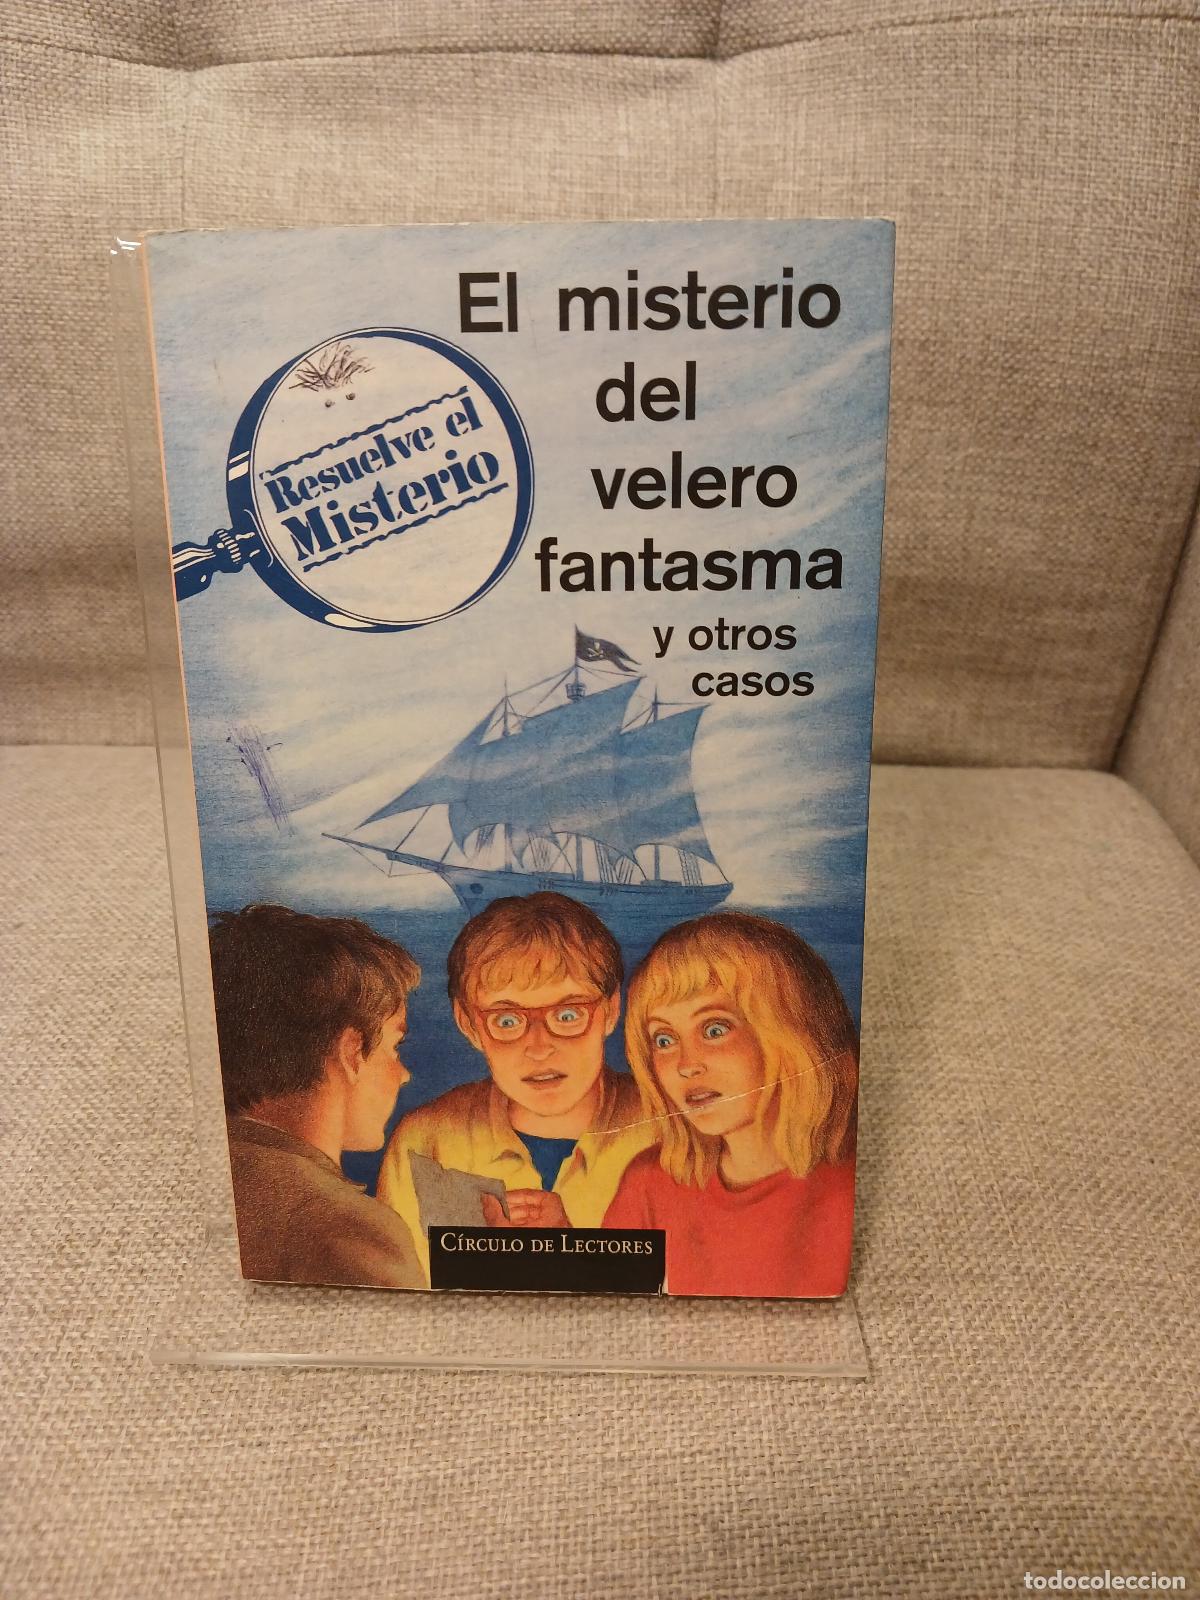 El misterio
del
velero
fantasma
y otros
casos
Resuelve el
Misterio
CÍRCULO DE LECTORES
todocoleccion